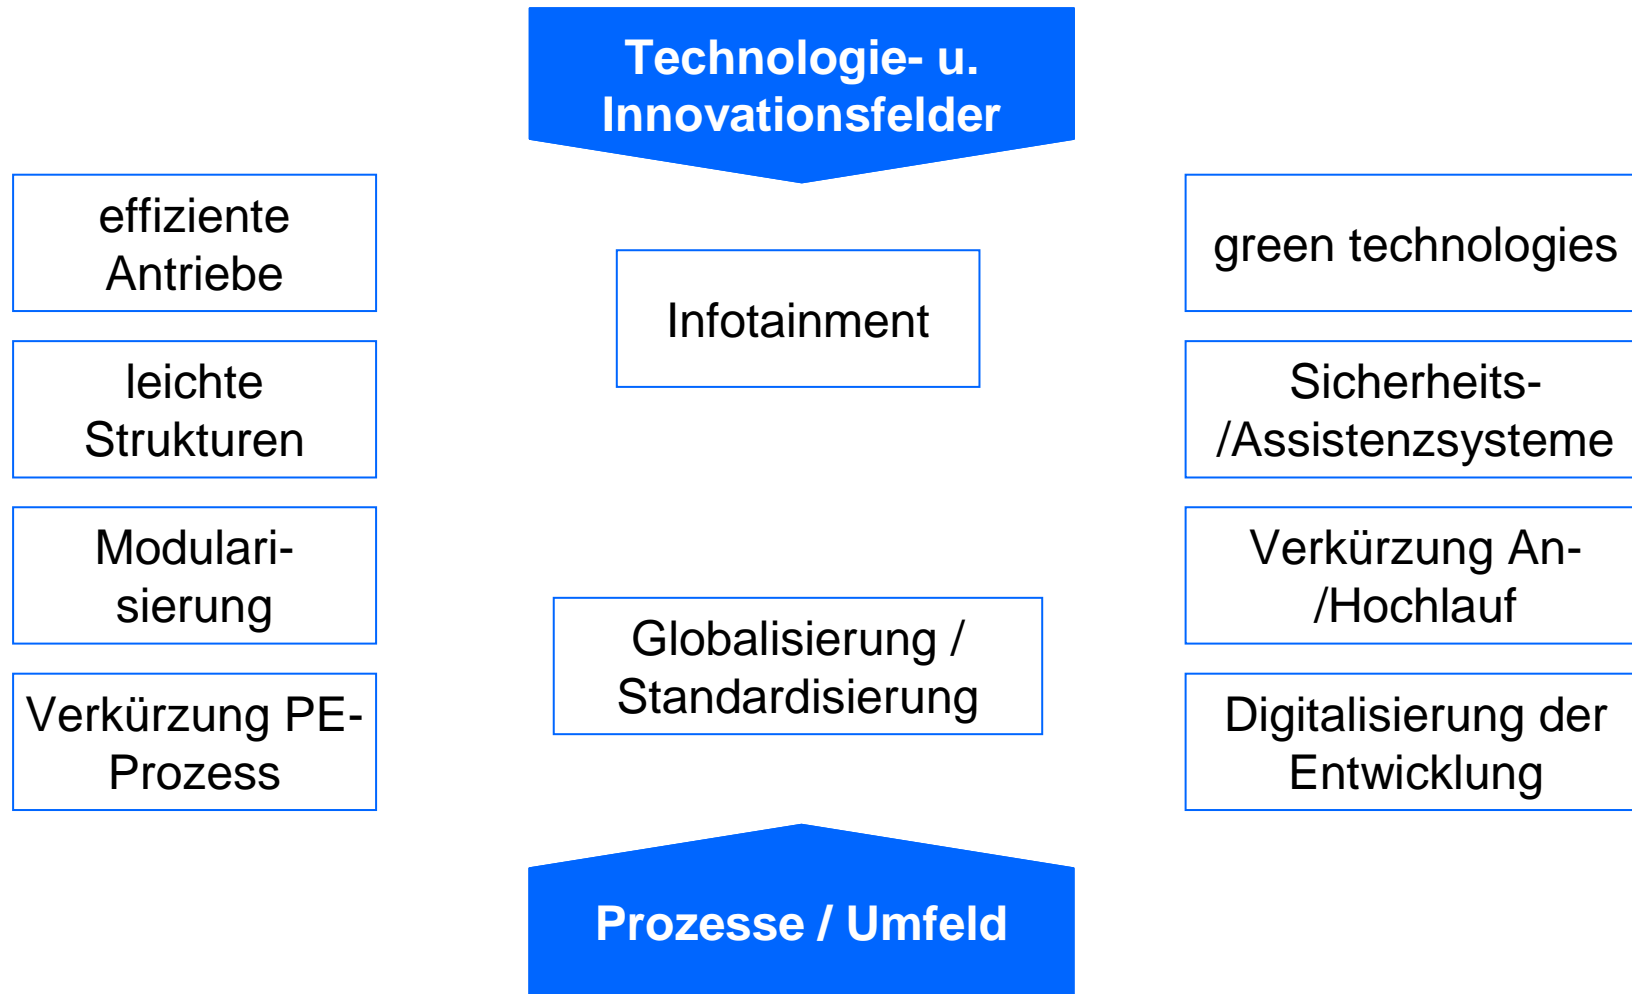 Technologie- u.
Innovationsfelder
effiziente
Antriebe
Infotainment
green technologies
leichte
Strukturen
Sicherheits-
/Assistenzsysteme
Modulari-
sierung
Verkürzung An-
/Hochlauf
Globalisierung /
Standardisierung
Verkürzung PE-
Prozess
Digitalisierung der
Entwicklung
Prozesse / Umfeld